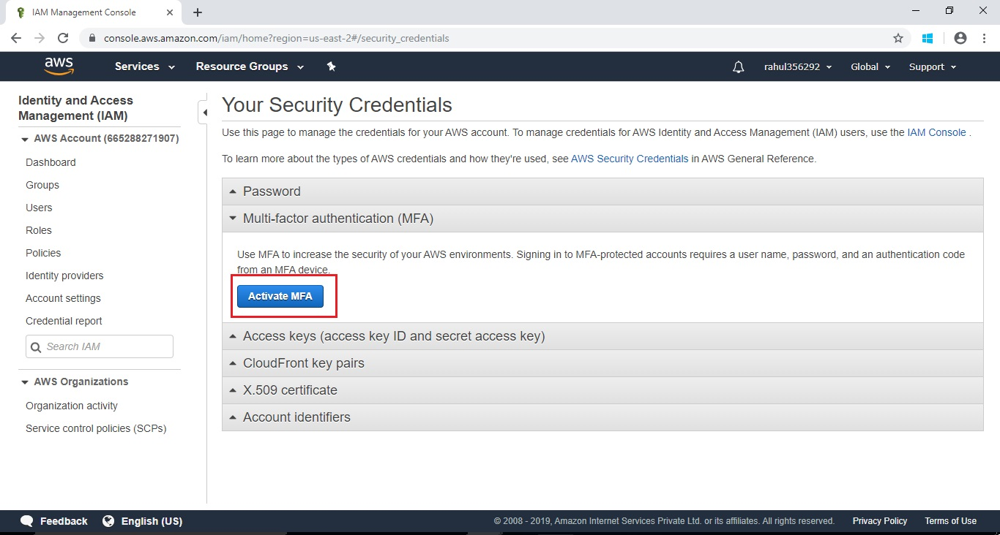 IAM Management Console
console.aws.amazon.com/iam/home?region=us-east-2#/security_credentials
aws
Services
Resource Groups
rahul356292
Global
Support
Identity and Access
Management (IAM)
AWS Account (665288271907)
Dashboard
Groups
Users
Roles
Policies
Identity providers
Account settings
Credential report
Search IAM
AWS Organizations
Organization activity
Service control policies (SCPs)
Your Security Credentials
Use this page to manage the credentials for your AWS account. To manage credentials for AWS Identity and Access Management (IAM) users, use the IAM Console .
To learn more about the types of AWS credentials and how they're used, see AWS Security Credentials in AWS General Reference.
Password
Multi-factor authentication (MFA)
Use MFA to increase the security of your AWS environments. Signing in to MFA-protected accounts requires a user name, password, and an authentication code
from an MFA device.
Activate MFA
Access keys (access key ID and secret access key)
CloudFront key pairs
X.509 certificate
Account identifiers
Feedback
English (US)
© 2008 - 2019, Amazon Internet Services Private Ltd. or its affiliates. All rights reserved.
Privacy Policy
Terms of Use